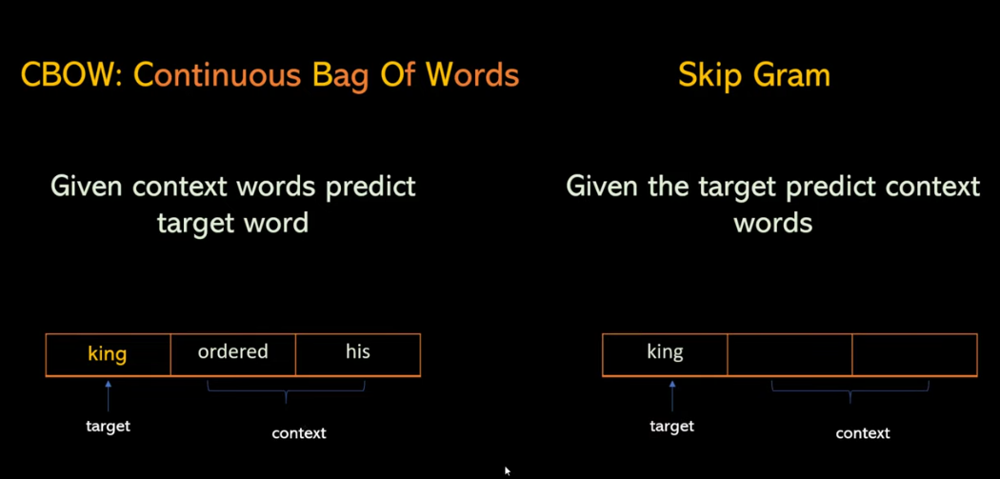 CBOW: Continuous Bag Of Words
Skip Gram
Given context words predict
target word
Given the target predict context
words
king ordered his
target
context
king
target
context